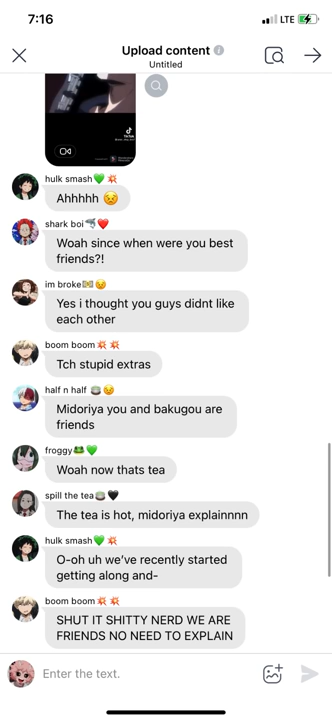 7:16
LTE
Upload content
Untitled
TikTok
hulk smash💚💥
Ahhhhh 😣
shark boi🦈❤️
Woah since when were you best
friends?!
im broke💵😖
Yes i thought you guys didnt like
each other
boom boom💥💥
Tch stupid extras
half n half 🍚😣
Midoriya you and bakugou are
friends
froggy🐸💚
Woah now thats tea
spill the tea🍵🖤
The tea is hot, midoriya explainnnn
hulk smash💚💥
O-oh uh we’ve recently started
getting along and-
boom boom💥💥
SHUT IT SHITTY NERD WE ARE
FRIENDS NO NEED TO EXPLAIN
Enter the text.